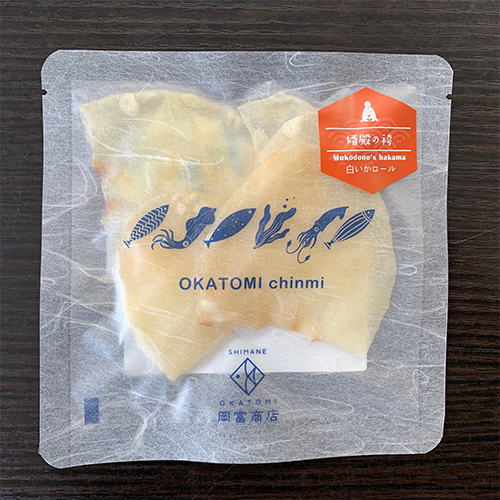 婿殿の袴
Mukodono's hakama
白いかロール
OKATOMI chinmi
SHIMANE
OKATOMI
岡富商店